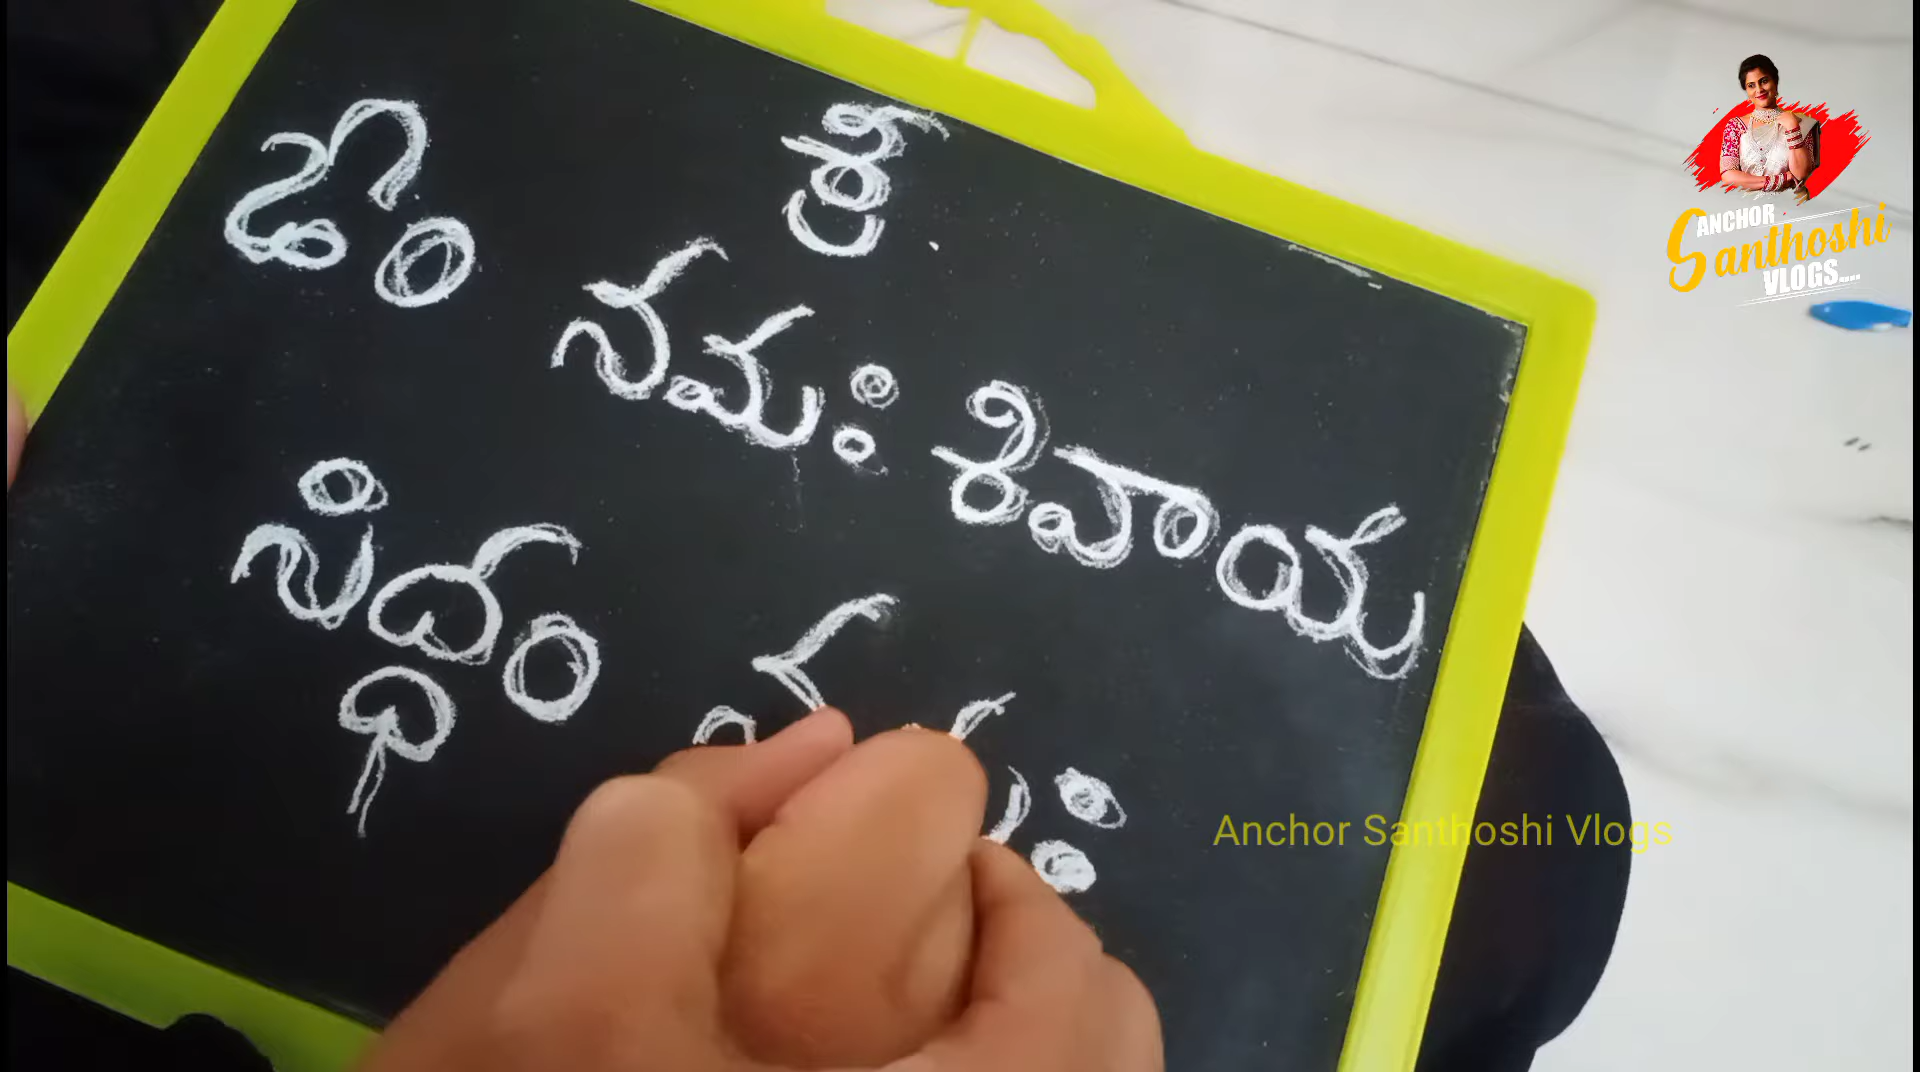 శ్రీ
ఓం నమః శివాయ
సిద్ధం
ANCHOR
Santhoshi
VLOGS....
Anchor Santhoshi Vlogs